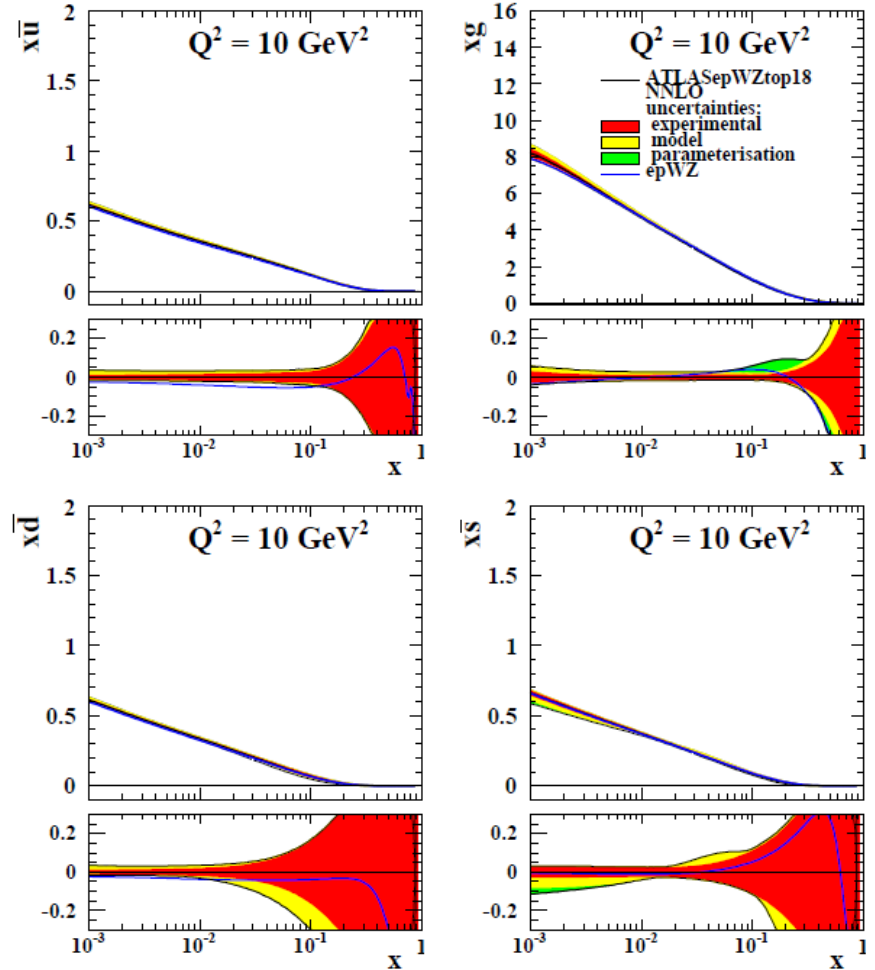 xu̅
2
Q² = 10 GeV²
1.5
1
0.5
0
0.2
0
-0.2
10⁻³ 10⁻² 10⁻¹ 1
x
xg
16
Q² = 10 GeV²
14
12
10
8
6
4
2
0
ATLASepWZtop18
NNLO
uncertainties:
experimental
model
parameterisation
epWZ
0.2
0
-0.2
10⁻³ 10⁻² 10⁻¹ 1
x
xd̅
2
Q² = 10 GeV²
1.5
1
0.5
0
0.2
0
-0.2
10⁻³ 10⁻² 10⁻¹ 1
x
xs̅
2
Q² = 10 GeV²
1.5
1
0.5
0
0.2
0
-0.2
10⁻³ 10⁻² 10⁻¹ 1
x